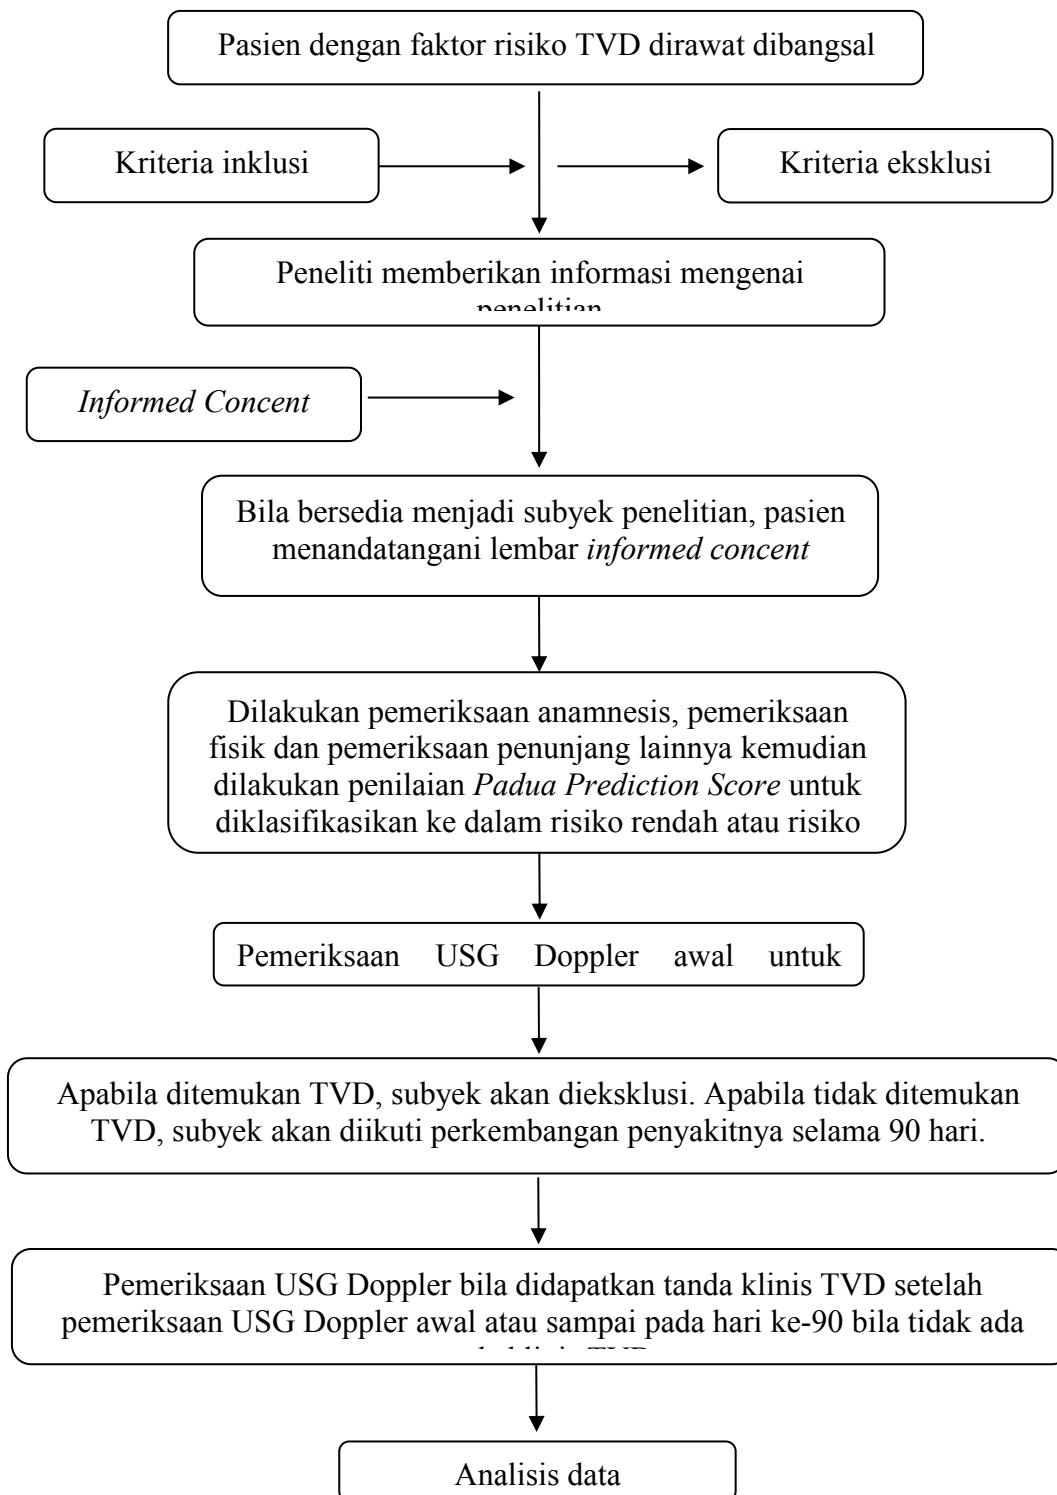 Pasien dengan faktor risiko TVD dirawat dibangsal
Kriteria inklusi
Kriteria eksklusi
Peneliti memberikan informasi mengenai
penelitian
Informed Concent
Bila bersedia menjadi subyek penelitian, pasien
menandatangani lembar informed concent
Dilakukan pemeriksaan anamnesis, pemeriksaan
fisik dan pemeriksaan penunjang lainnya kemudian
dilakukan penilaian Padua Prediction Score untuk
diklasifikasikan ke dalam risiko rendah atau risiko
Pemeriksaan USG Doppler awal untuk
Apabila ditemukan TVD, subyek akan dieksklusi. Apabila tidak ditemukan
TVD, subyek akan diikuti perkembangan penyakitnya selama 90 hari.
Pemeriksaan USG Doppler bila didapatkan tanda klinis TVD setelah
pemeriksaan USG Doppler awal atau sampai pada hari ke-90 bila tidak ada
Analisis data